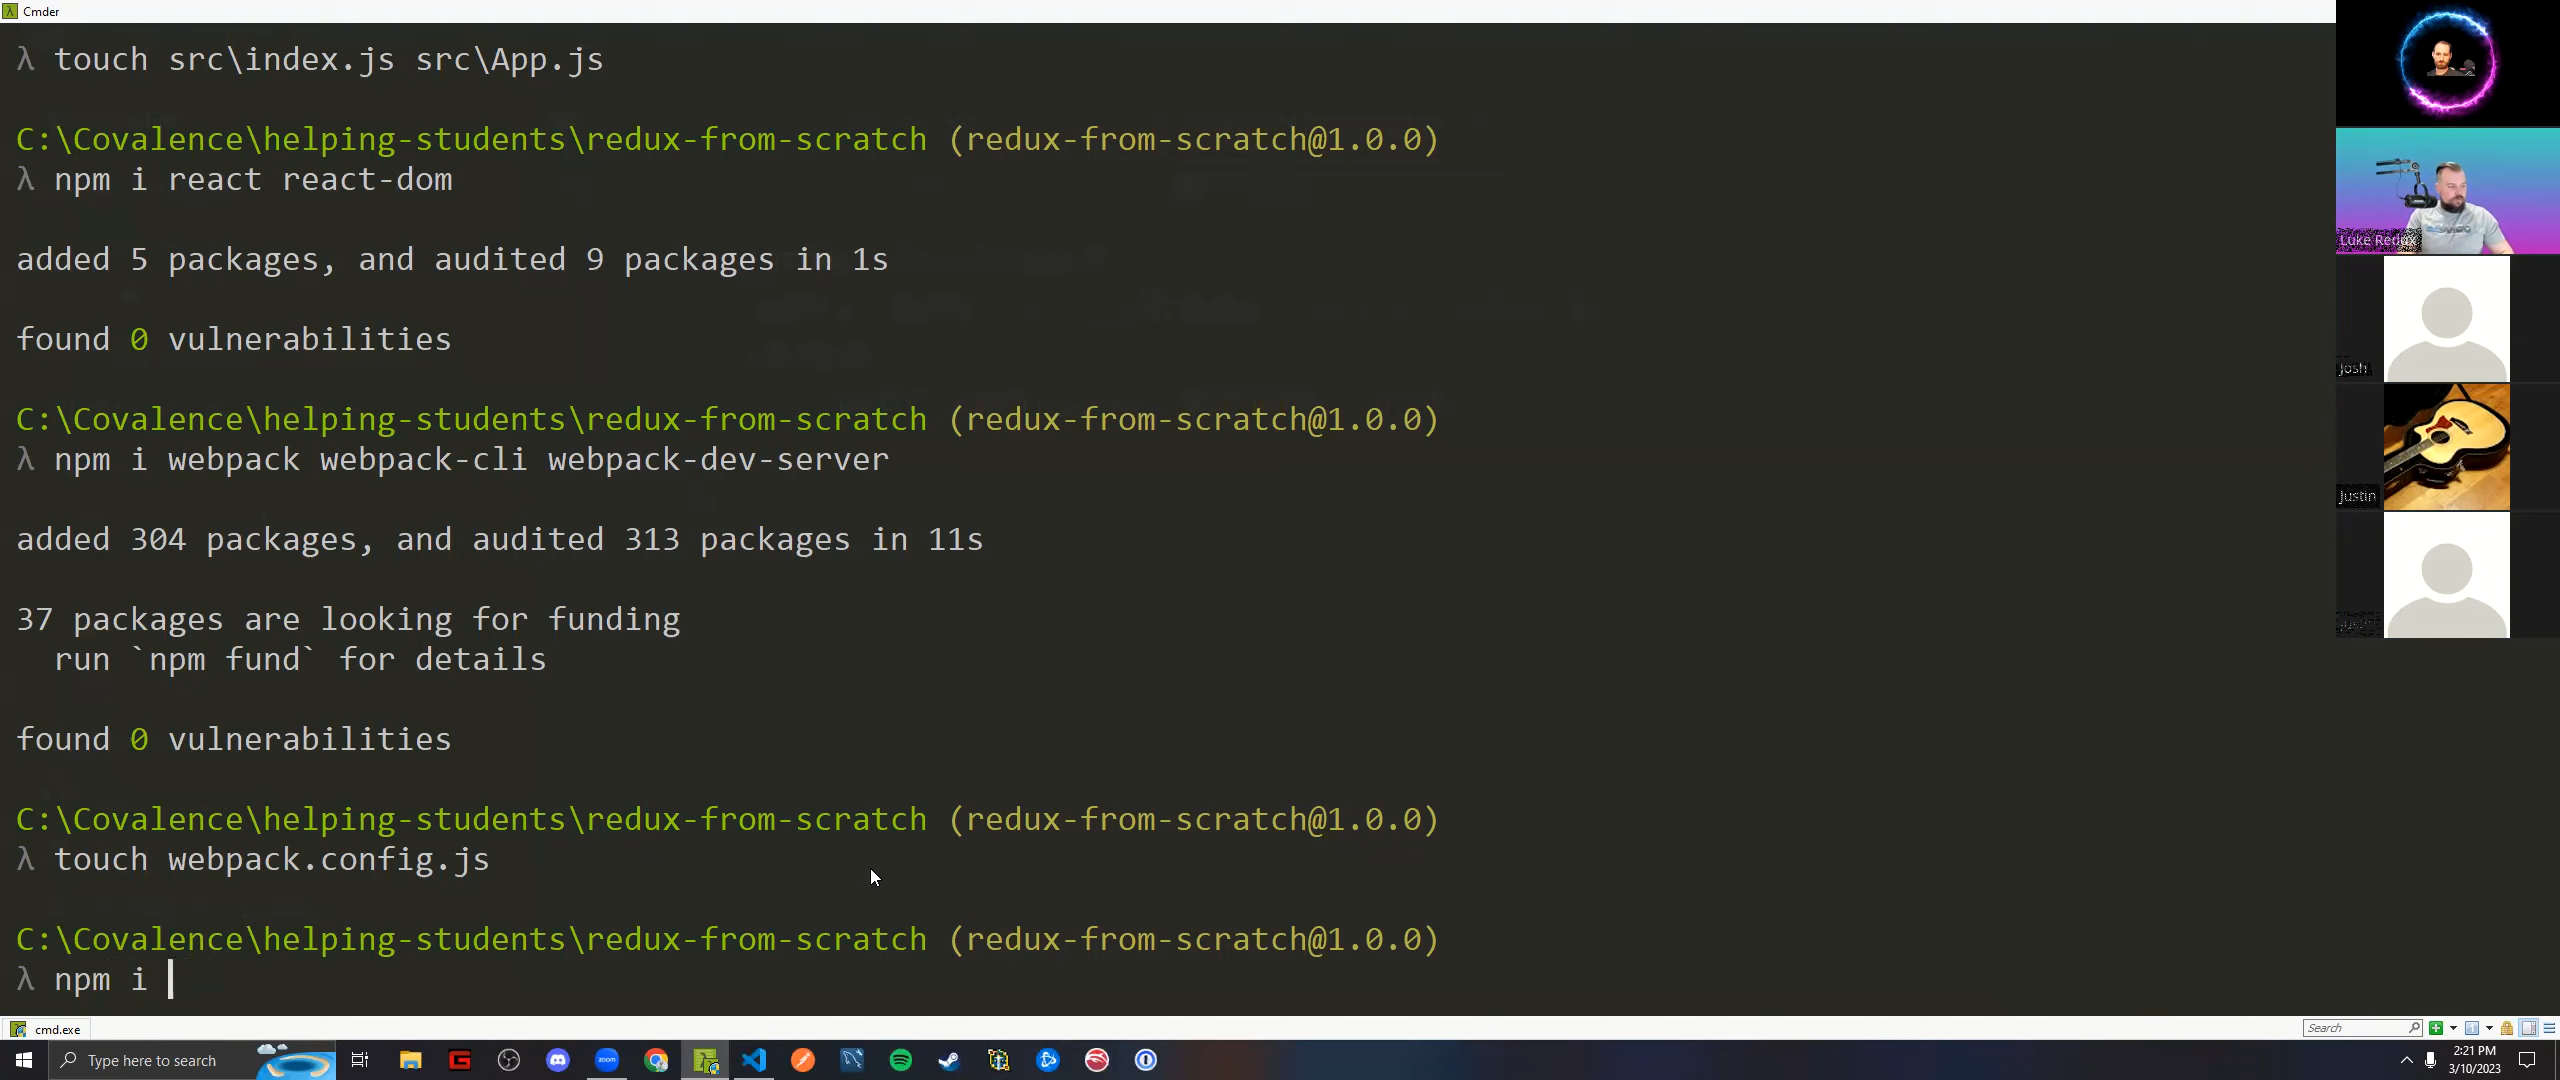 Cmder
λ touch src\index.js src\App.js
C:\Covalence\helping-students\redux-from-scratch (redux-from-scratch@1.0.0)
λ npm i react react-dom
added 5 packages, and audited 9 packages in 1s
found 0 vulnerabilities
C:\Covalence\helping-students\redux-from-scratch (redux-from-scratch@1.0.0)
λ npm i webpack webpack-cli webpack-dev-server
added 304 packages, and audited 313 packages in 11s
37 packages are looking for funding
run `npm fund` for details
found 0 vulnerabilities
C:\Covalence\helping-students\redux-from-scratch (redux-from-scratch@1.0.0)
λ touch webpack.config.js
C:\Covalence\helping-students\redux-from-scratch (redux-from-scratch@1.0.0)
λ npm i
Luke Redux
Josh
Justin
cmd.exe
Search
Type here to search
zoom
2:21 PM
3/10/2023